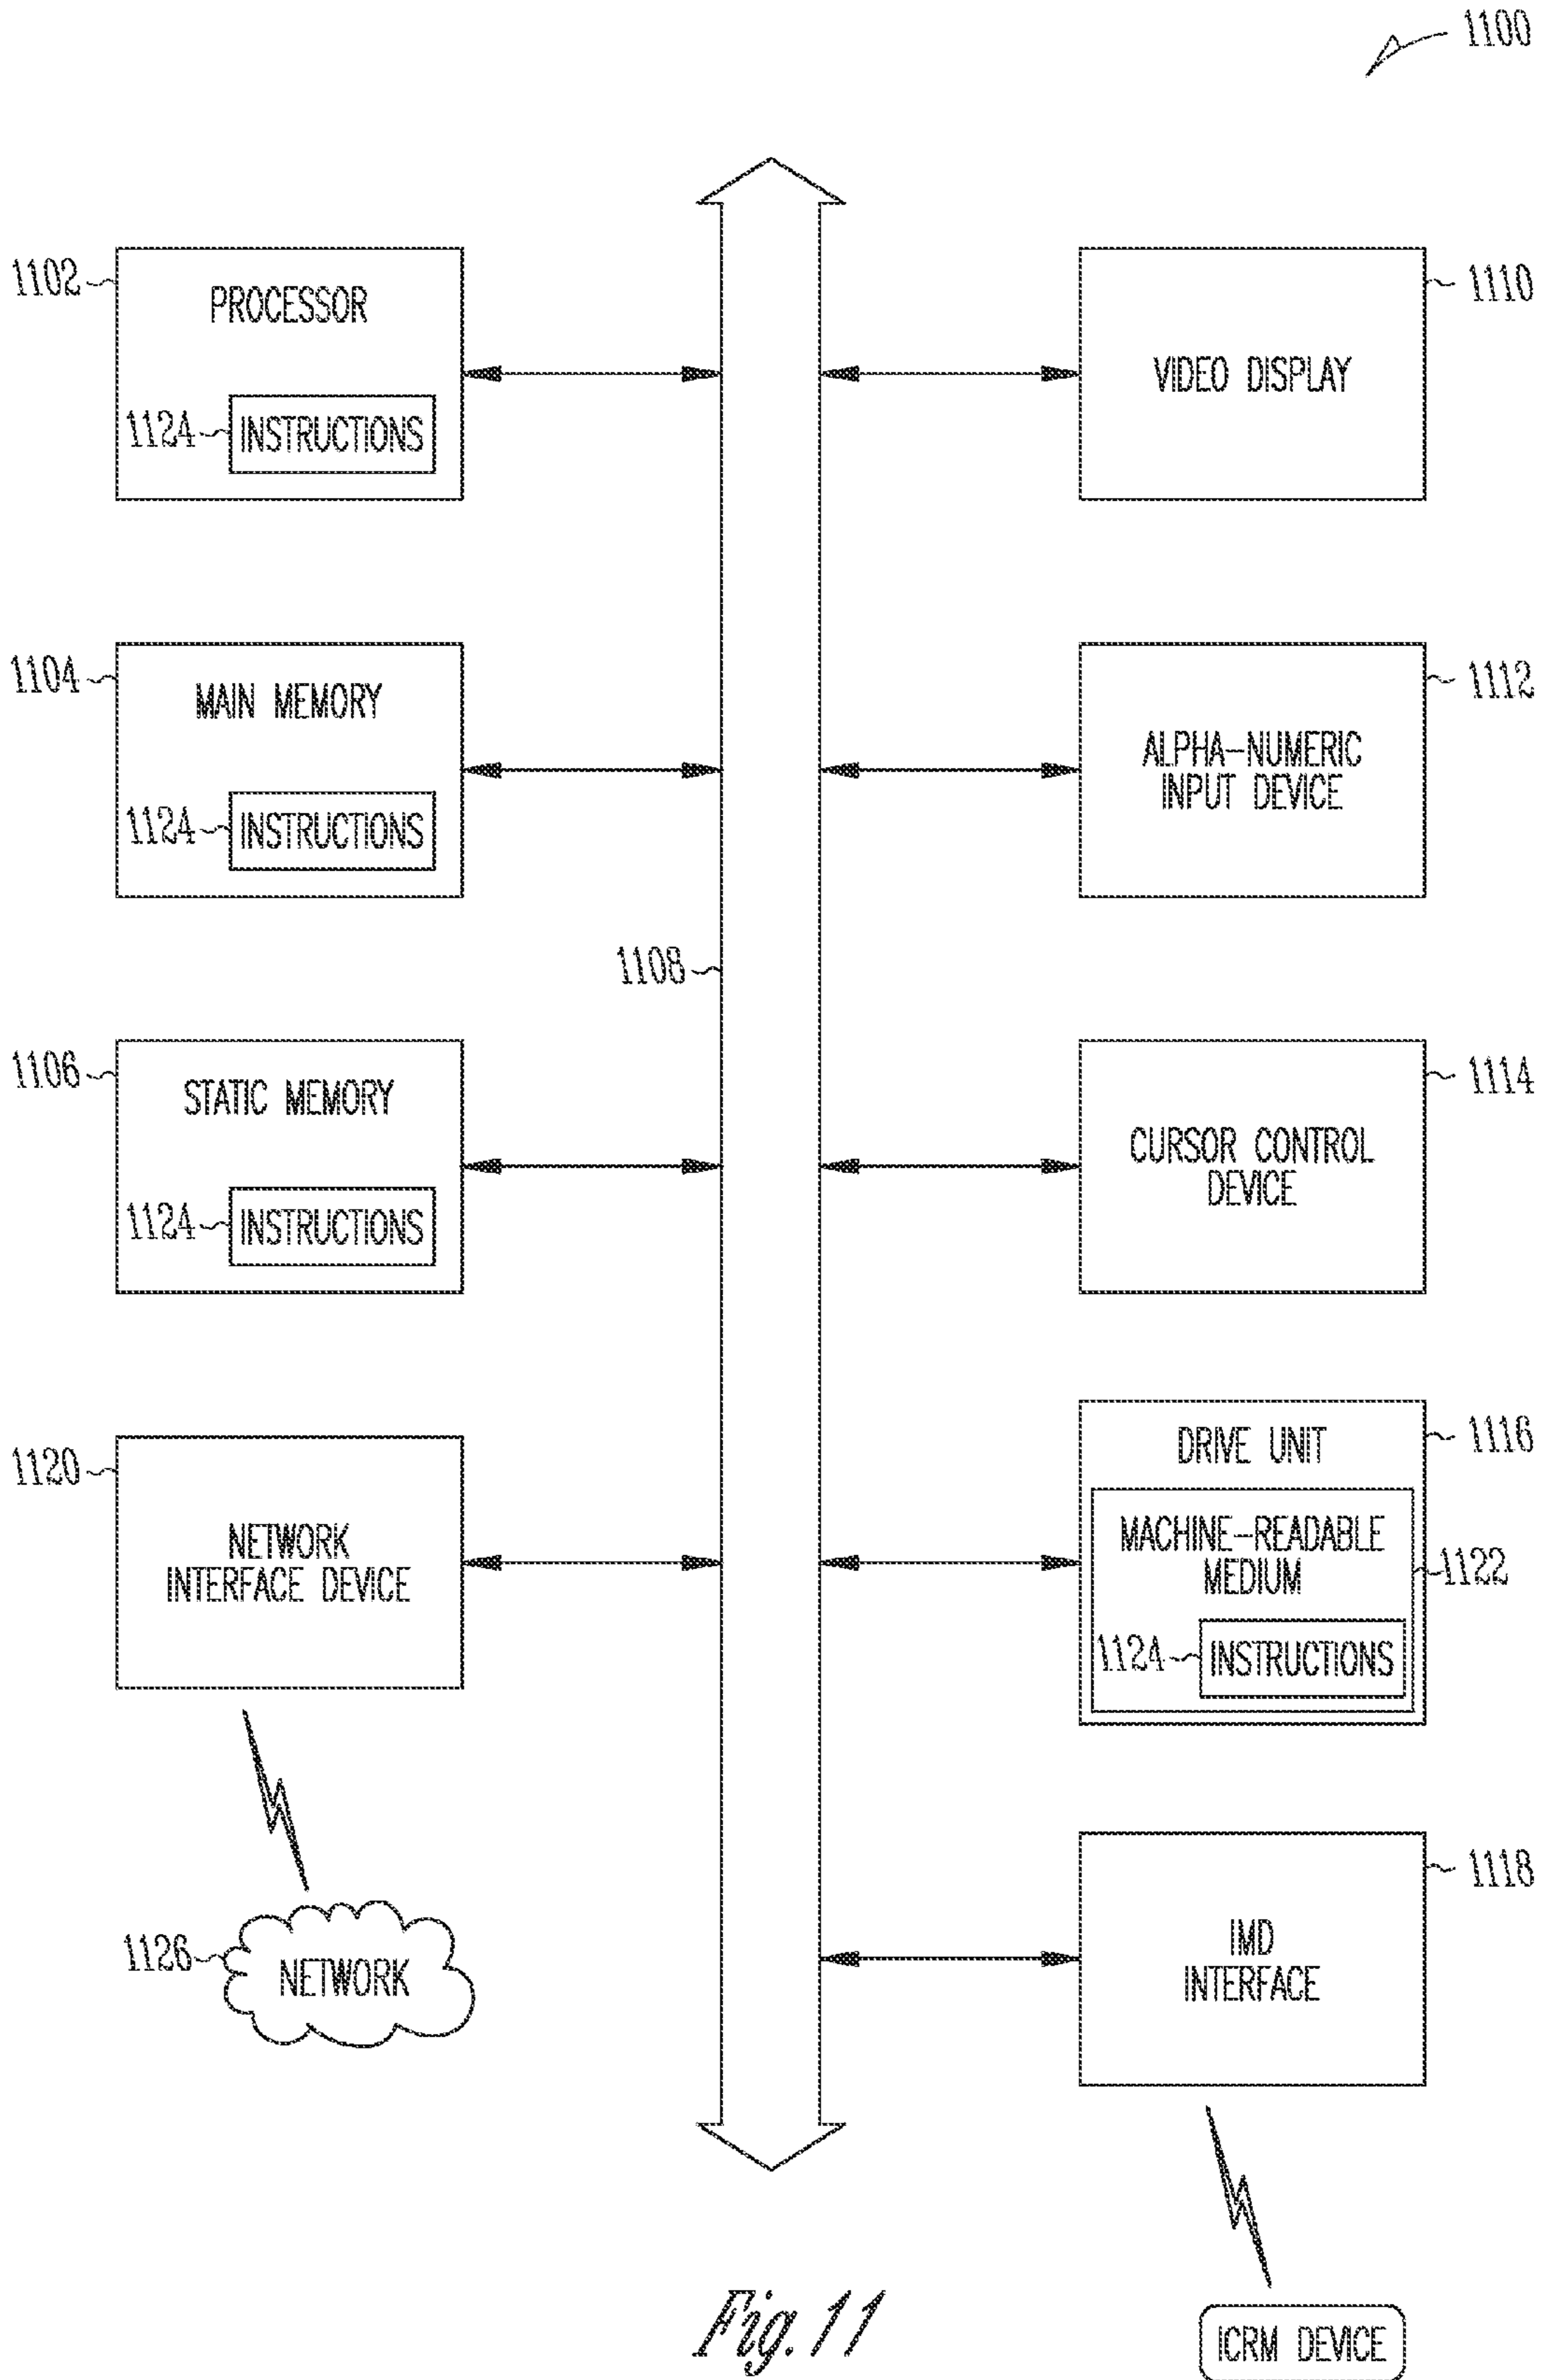 1100
1102
PROCESSOR
1124
INSTRUCTIONS
1110
VIDEO DISPLAY
1104
MAIN MEMORY
1124
INSTRUCTIONS
1112
ALPHA-NUMERIC
INPUT DEVICE
1108
1106
STATIC MEMORY
1124
INSTRUCTIONS
1114
CURSOR CONTROL
DEVICE
1120
NETWORK
INTERFACE DEVICE
1116
DRIVE UNIT
MACHINE-READABLE
MEDIUM
1122
1124
INSTRUCTIONS
1126
NETWORK
1118
IMD
INTERFACE
ICRM DEVICE
Fig. 11